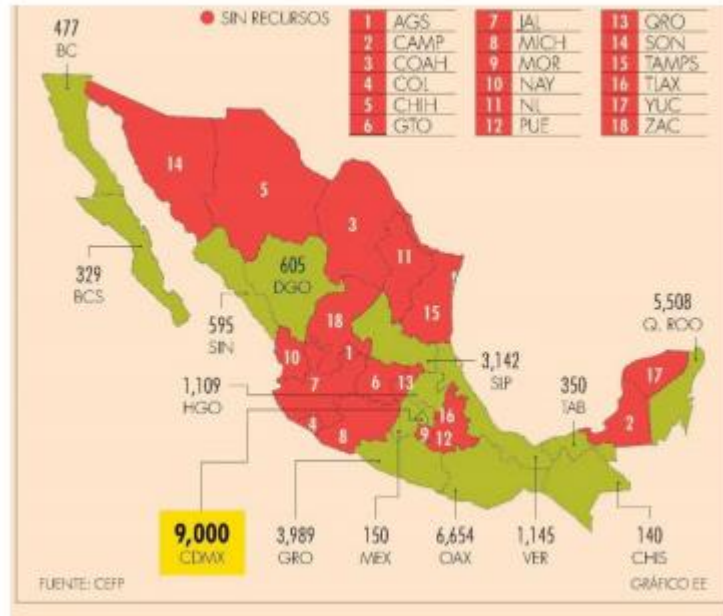 ● SIN RECURSOS
1 AGS
2 CAMP
3 COAH
4 COL
5 CHIH
6 GTO
7 JAL
8 MICH
9 MOR
10 NAY
11 NL
12 PUE
13 QRO
14 SON
15 TAMPS
16 TLAX
17 YUC
18 ZAC
477
BC
14
5
3
11
15
329
BCS
605
DGO
595
SIN
18
10
1
7
6
13
4
8
16
9
12
3,142
SLP
5,508
Q. ROO
17
2
350
TAB
1,109
HGO
9,000
CDMX
3,989
GRO
150
MEX
6,654
OAX
1,145
VER
140
CHIS
FUENTE: CEFP
GRÁFICO EE